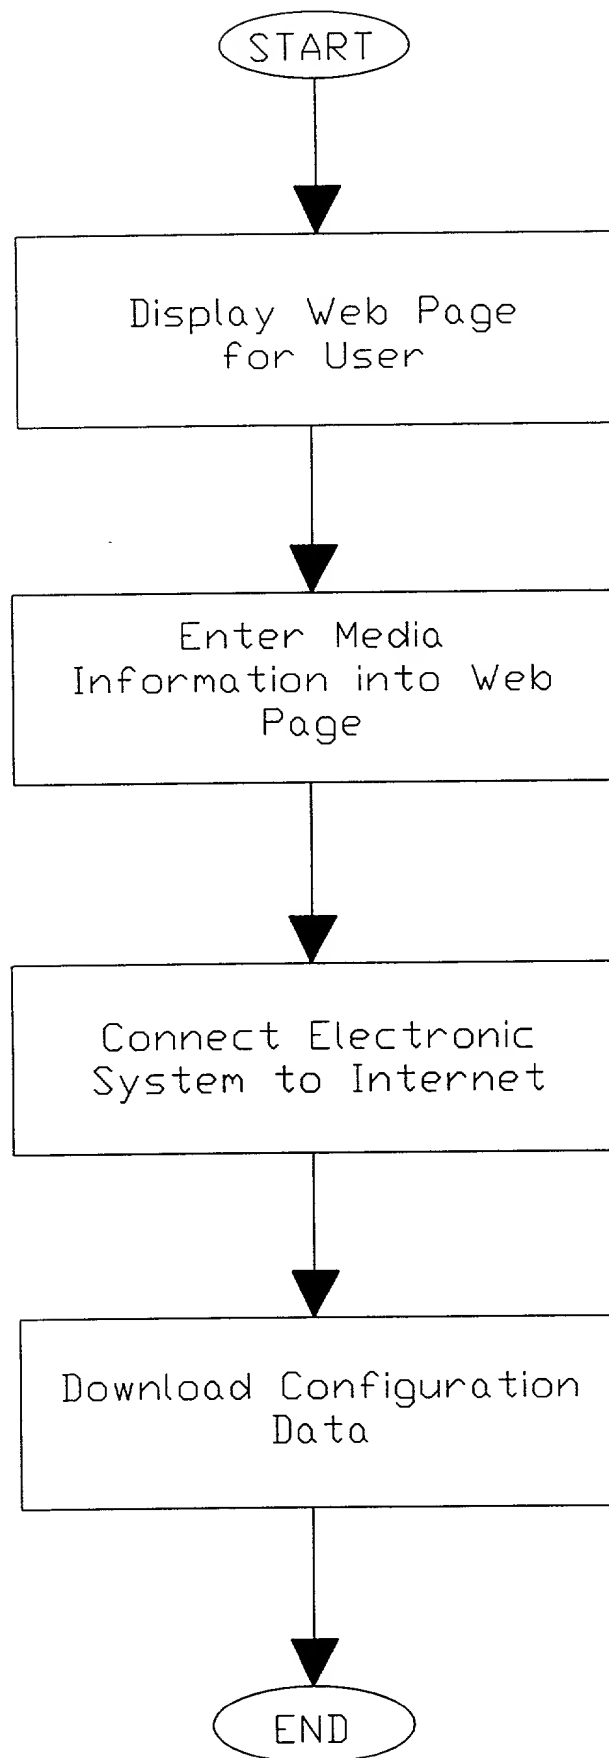 START
Display Web Page
for User
Enter Media
Information into Web
Page
Connect Electronic
System to Internet
Download Configuration
Data
END